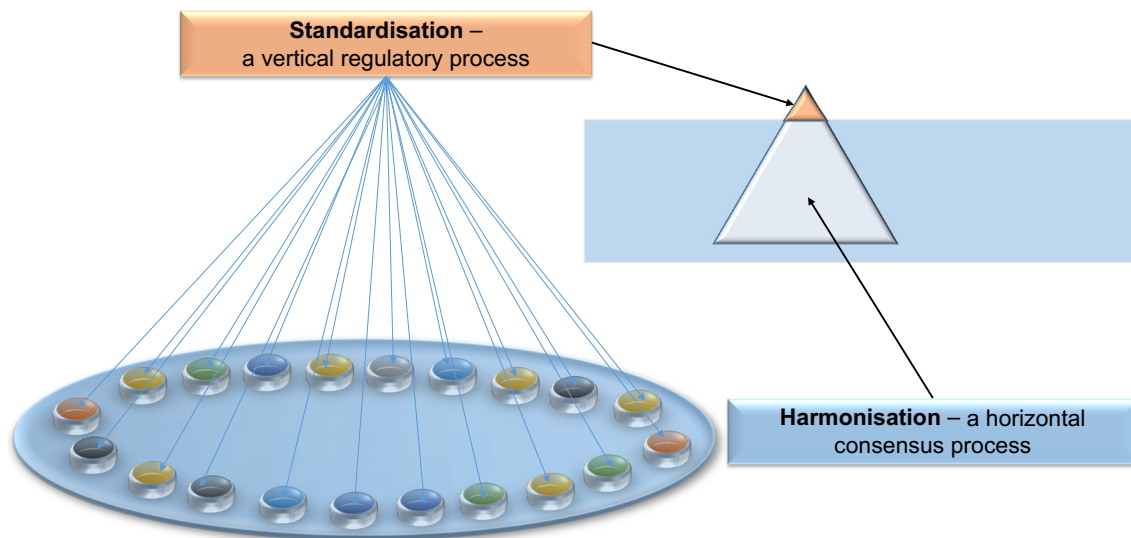 Standardisation –
a vertical regulatory process
Harmonisation – a horizontal
consensus process